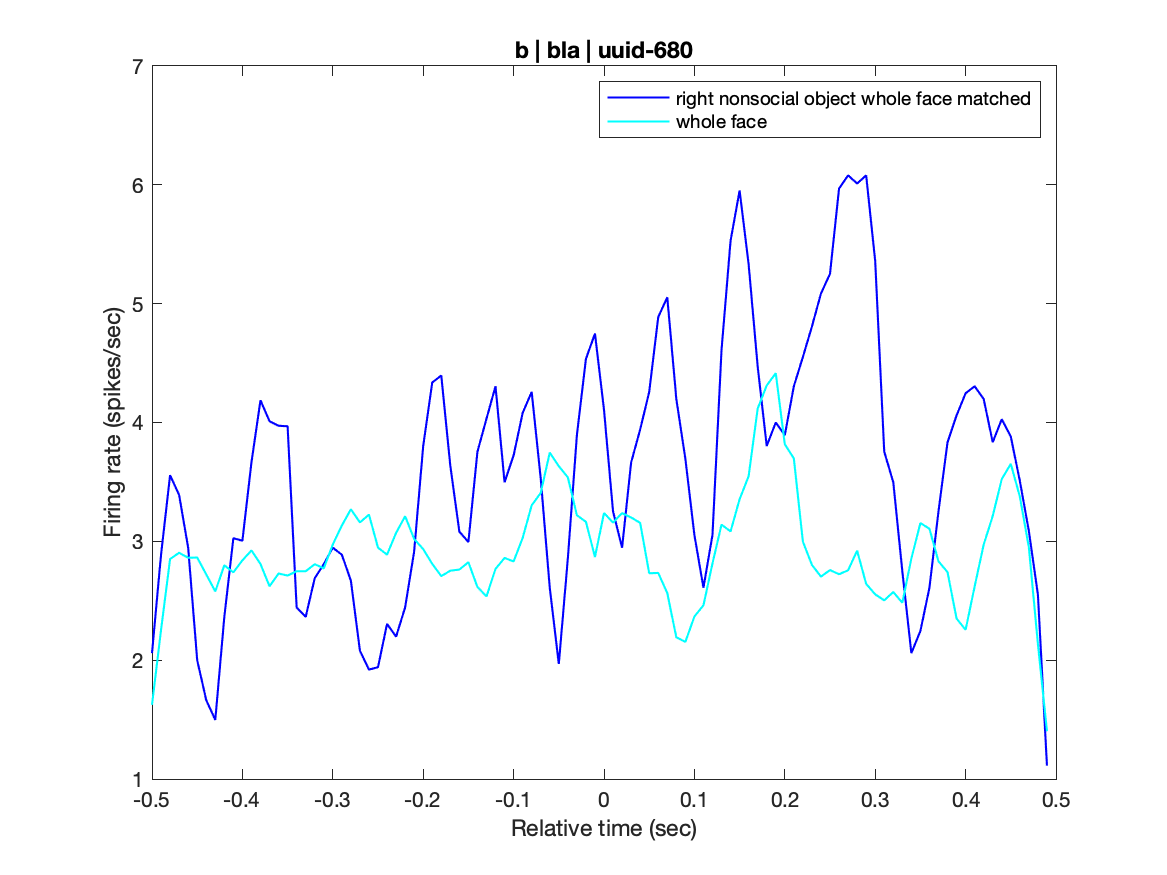 b | bla | uuid-680
7
right nonsocial object whole face matched
whole face
6
5
4
3
2
1
Firing rate (spikes/sec)
-0.5 -0.4 -0.3 -0.2 -0.1 0 0.1 0.2 0.3 0.4 0.5
Relative time (sec)